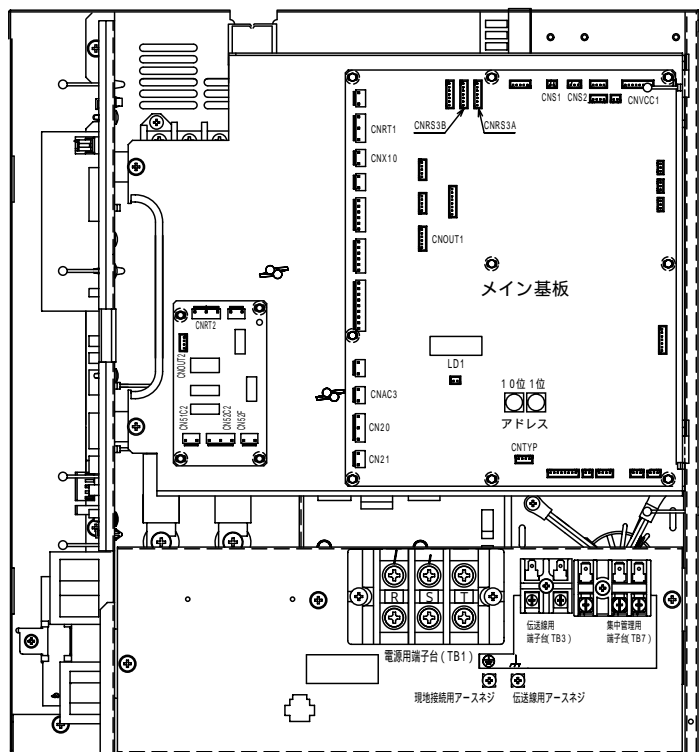 CNS1 CNS2 CNVCC1
CNRT1
CNRS3B CNRS3A
CNX10
CNOUT1
メイン基板
CNRT2
CNOUT2
LD1
CNAC3
10位 1位
アドレス
CN51C2
CN52C2
CN52F
CN20
CNTYP
CN21
R S T
電源用端子台(TB1)
伝送線用
端子台(TB3)
集中管理用
端子台(TB7)
現地接続用アースネジ
伝送線用アースネジ